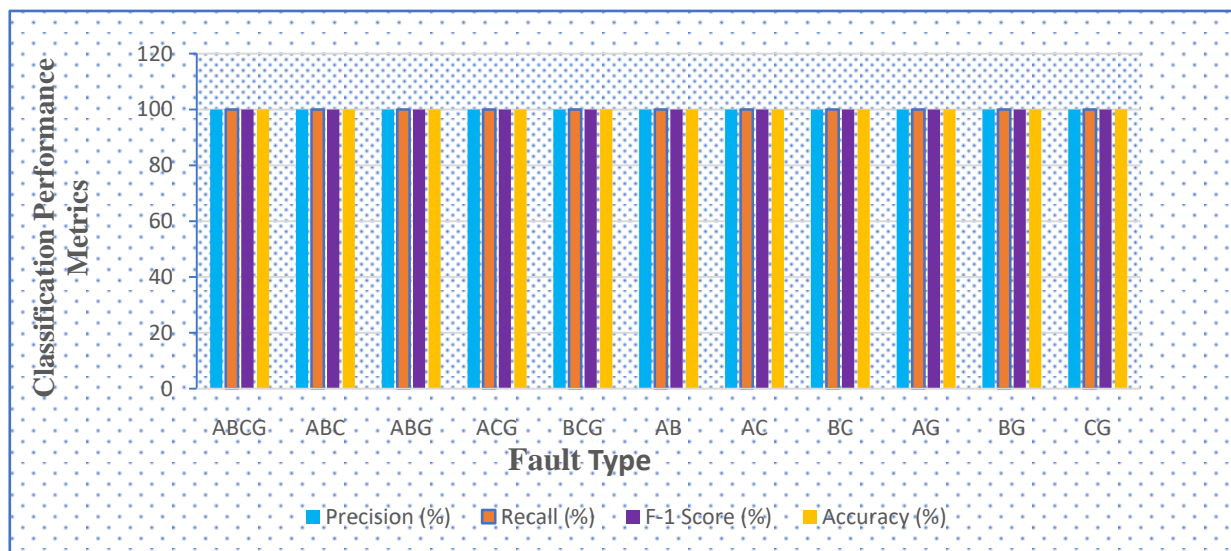 Classification Performance
Metrics
120
100
80
60
40
20
0
ABCG ABC ABG ACG BCG AB AC BC AG BG CG
Fault Type
Precision (%) Recall (%) F-1 Score (%) Accuracy (%)